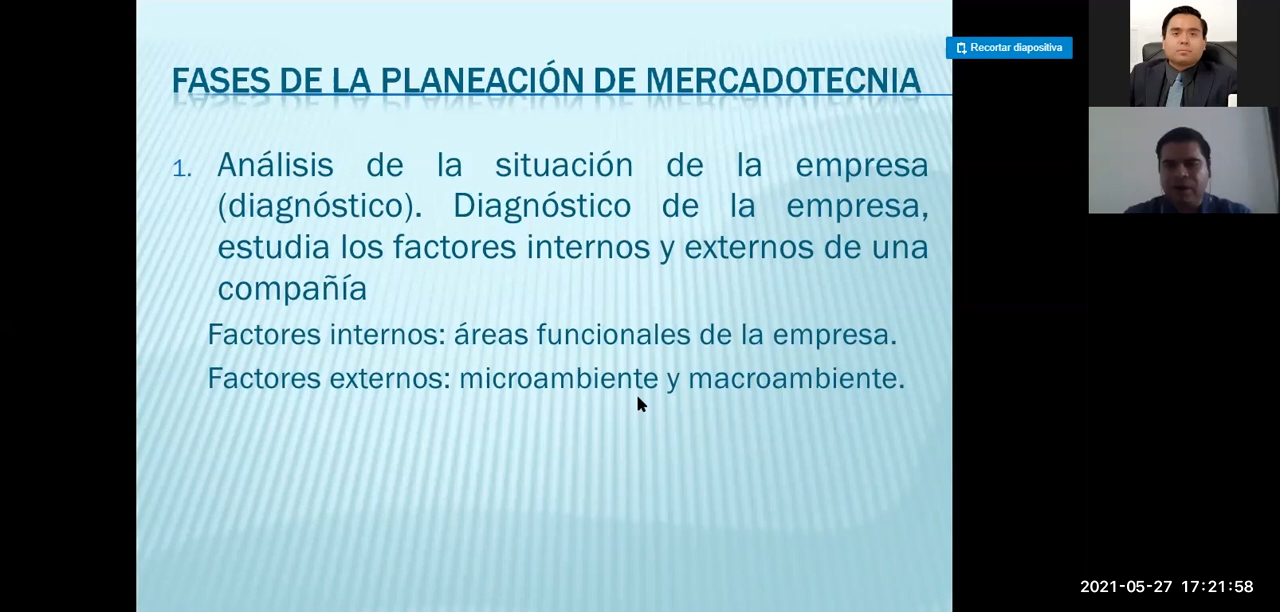 FASES DE LA PLANEACIÓN DE MERCADOTECNIA
Recortar diapositiva
1. Análisis de la situación de la empresa
(diagnóstico). Diagnóstico de la empresa,
estudia los factores internos y externos de una
compañía
Factores internos: áreas funcionales de la empresa.
Factores externos: microambiente y macroambiente.
2021-05-27 17:21:58